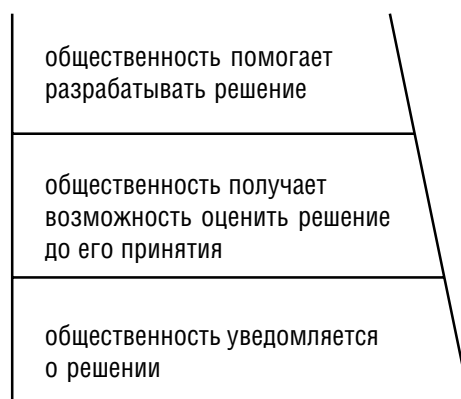 общественность помогает
разрабатывать решение
общественность получает
возможность оценить решение
до его принятия
общественность уведомляется
о решении